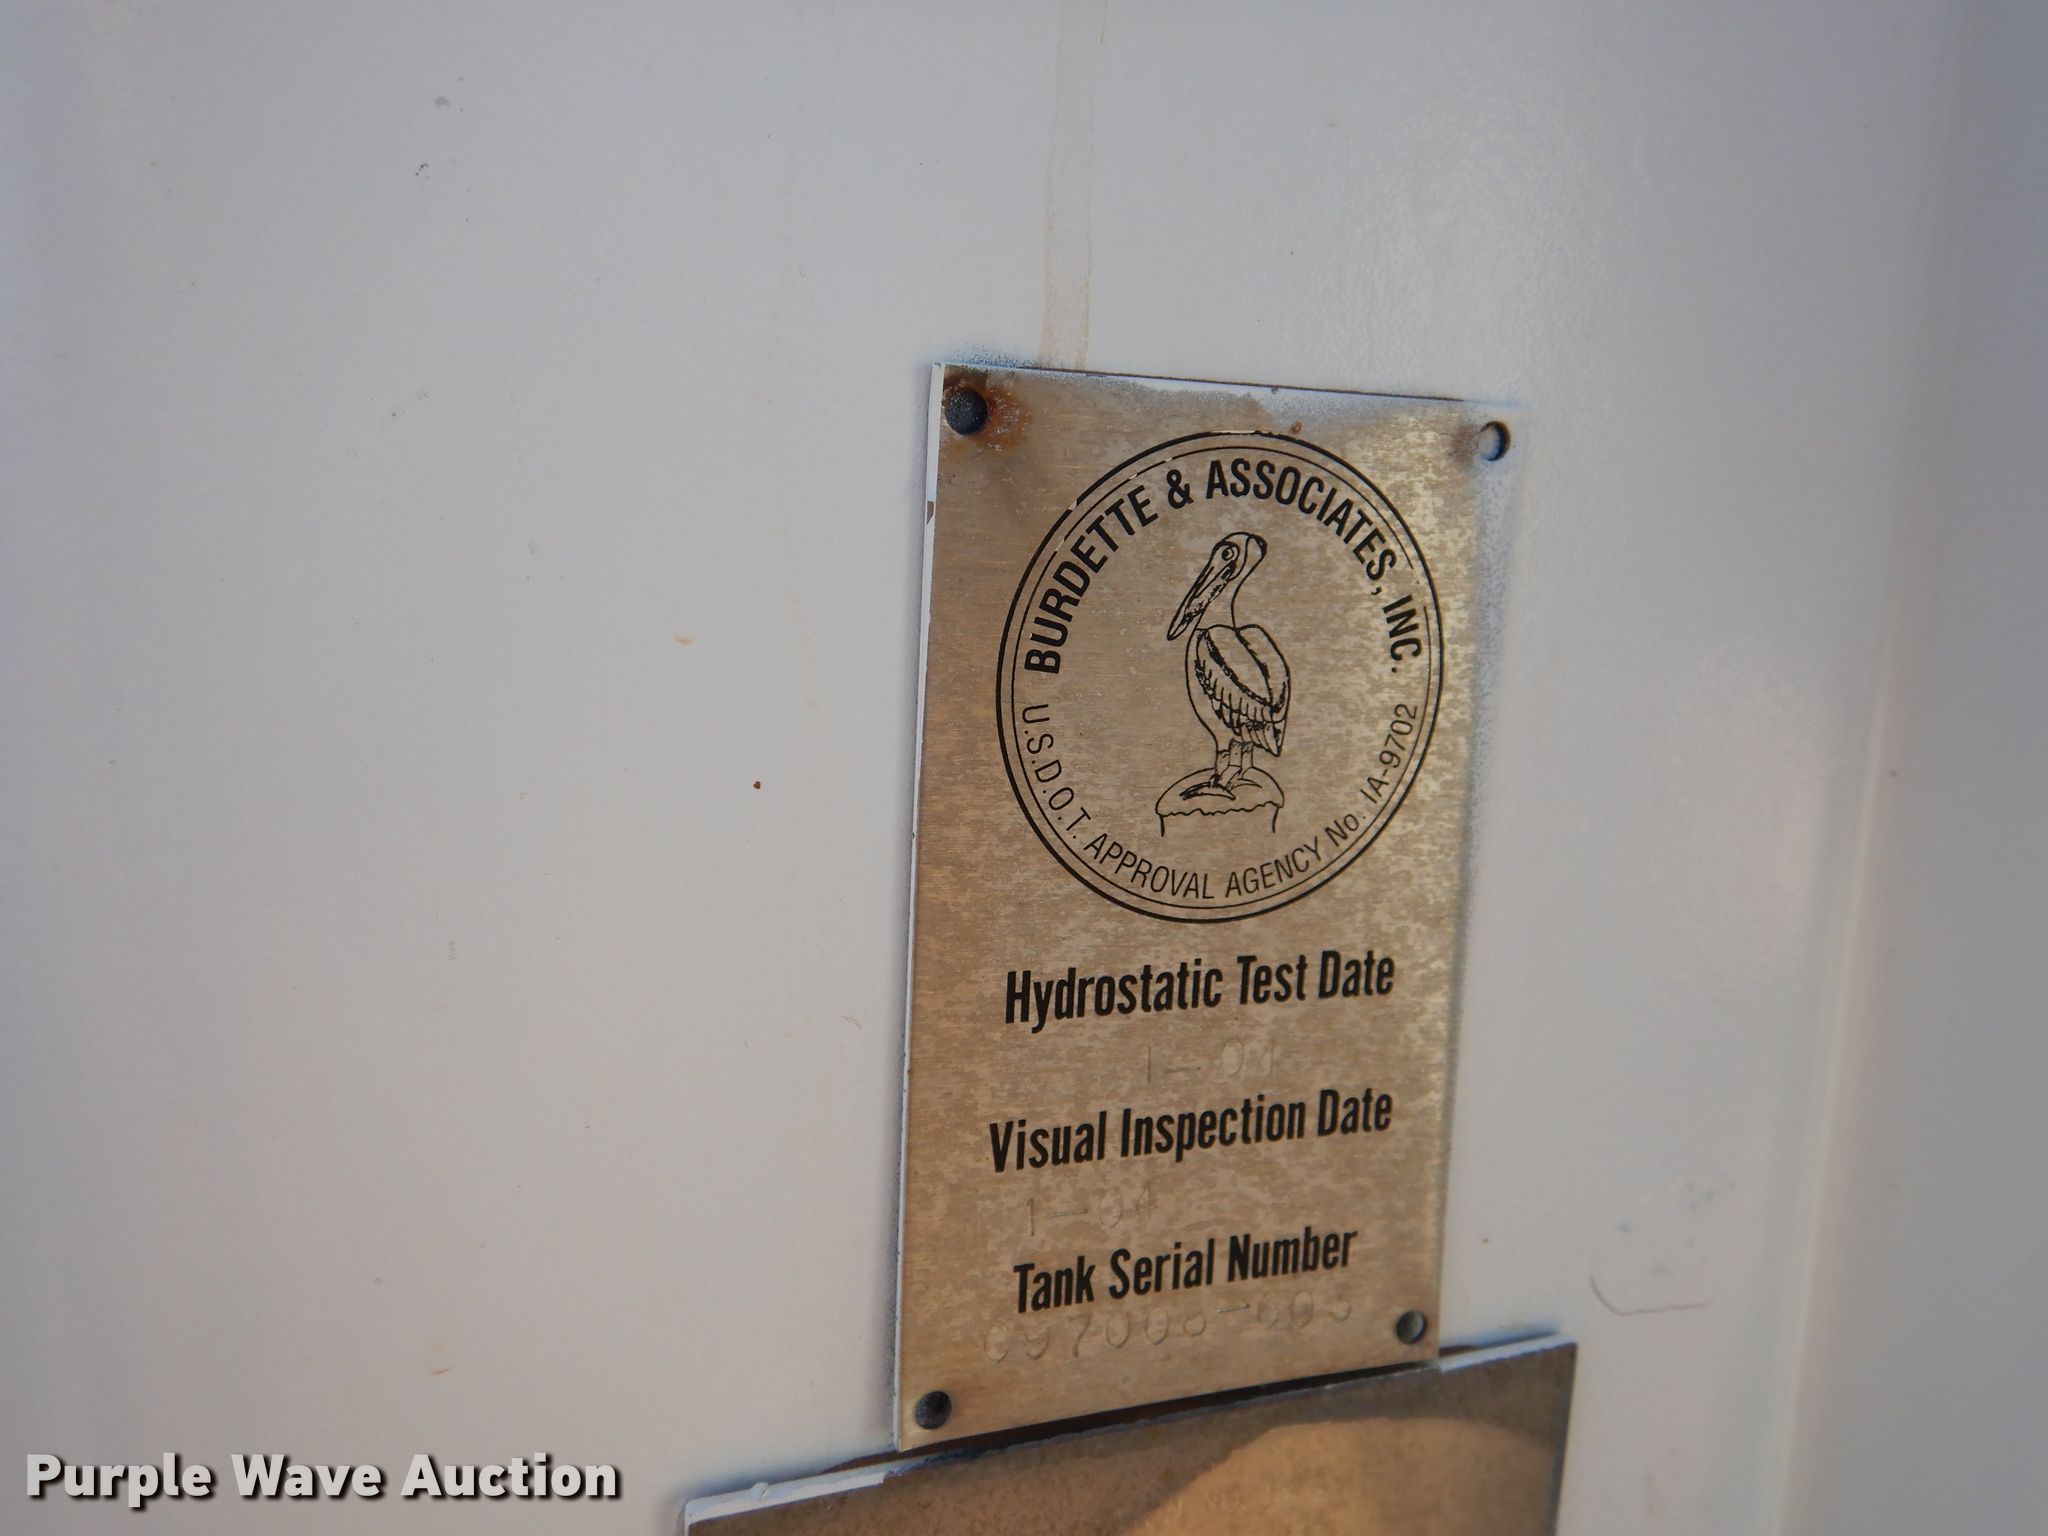 BURDETTE & ASSOCIATES, INC.
U.S.D.O.T. APPROVAL AGENCY No. IA-9702
Hydrostatic Test Date
1-04
Visual Inspection Date
1-04
Tank Serial Number
Purple Wave Auction